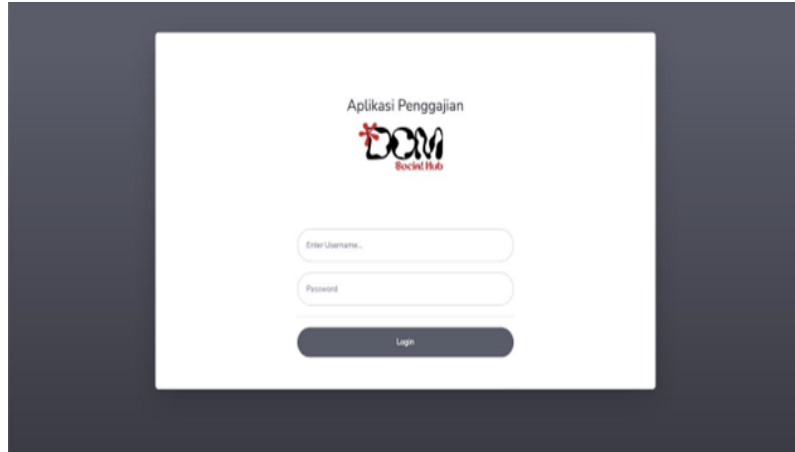 Aplikasi Penggajian
DCM
Social Hub
Enter Username...
Password
Login